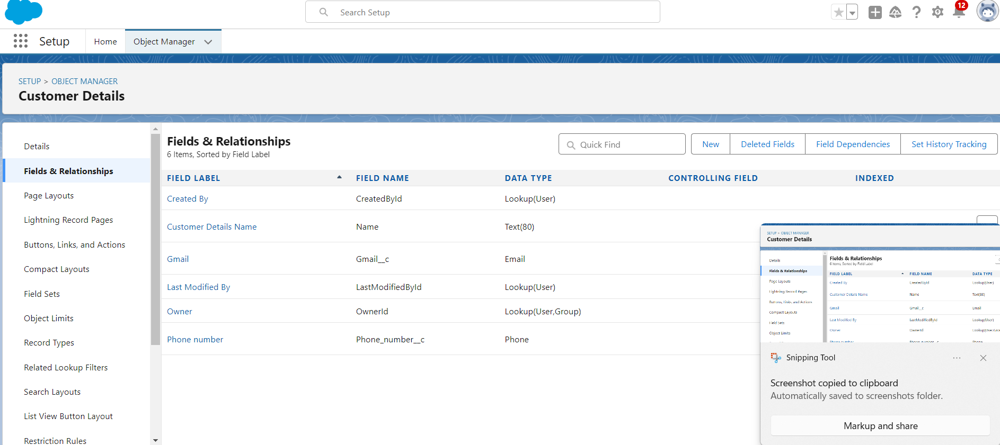 Search Setup
12
Setup
Home
Object Manager
SETUP > OBJECT MANAGER
Customer Details
Details
Fields & Relationships
Page Layouts
Lightning Record Pages
Buttons, Links, and Actions
Compact Layouts
Field Sets
Object Limits
Record Types
Related Lookup Filters
Search Layouts
List View Button Layout
Restriction Rules
Fields & Relationships
6 Items, Sorted by Field Label
Quick Find
New
Deleted Fields
Field Dependencies
Set History Tracking
FIELD LABEL FIELD NAME DATA TYPE CONTROLLING FIELD INDEXED
Created By CreatedById Lookup(User)
Customer Details Name Name Text(80)
Gmail Gmail__c Email
Last Modified By LastModifiedById Lookup(User)
Owner OwnerId Lookup(User,Group)
Phone number Phone_number__c Phone
SETUP > OBJECT MANAGER
Customer Details
Details
Fields & Relationships
Page Layouts
Lightning Record Pages
Buttons, Links, and Actions
Compact Layouts
Field Sets
Object Limits
Fields & Relationships
6 Items, Sorted by Field Label
FIELD LABEL FIELD NAME DATA TYPE
Created By CreatedById Lookup(User)
Customer Details Name Name Text(80)
Gmail Gmail__c Email
Last Modified By LastModifiedById Lookup(User)
Owner OwnerId
Snipping Tool
Screenshot copied to clipboard
Automatically saved to screenshots folder.
Markup and share